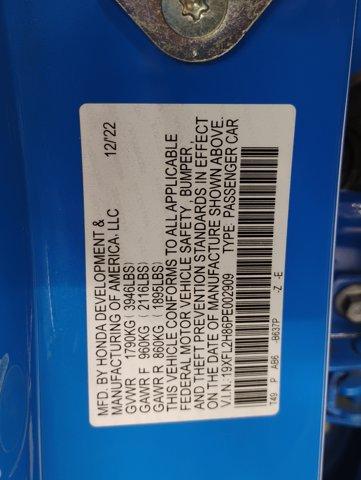 MFD. BY HONDA DEVELOPMENT &
MANUFACTURING OF AMERICA, LLC 12/'22
GVWR 1790KG (3946LBS)
GAWR F 960KG (2116LBS)
GAWR R 860KG (1895LBS)
THIS VEHICLE CONFORMS TO ALL APPLICABLE
FEDERAL MOTOR VEHICLE SAFETY, BUMPER,
AND THEFT PREVENTION STANDARDS IN EFFECT
ON THE DATE OF MANUFACTURE SHOWN ABOVE.
V.I.N.: 19XFL2H86PE002909 TYPE: PASSENGER CAR
T49 P AB6 -B637P -Z -E